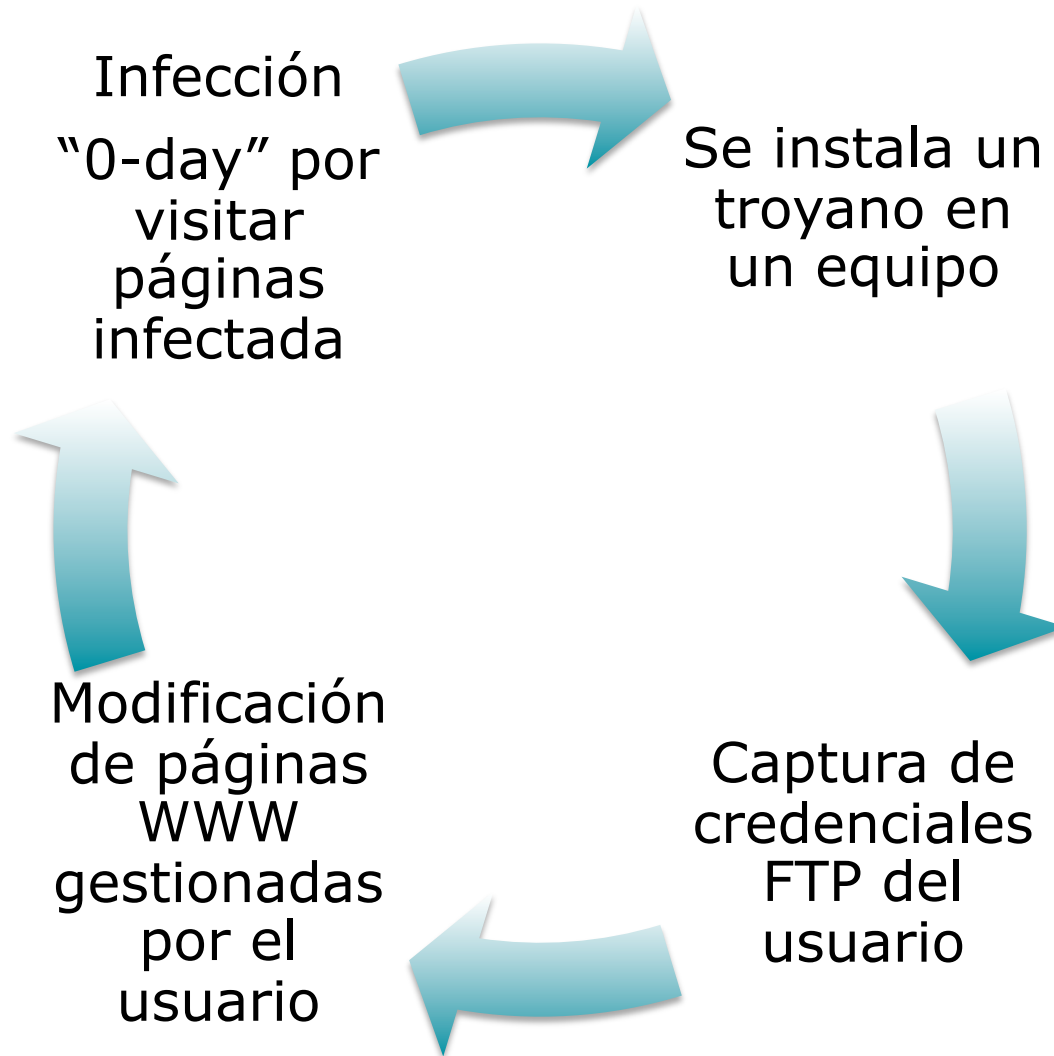 Infección
“0-day” por
visitar
páginas
infectada
Se instala un
troyano en
un equipo
Captura de
credenciales
FTP del
usuario
Modificación
de páginas
WWW
gestionadas
por el
usuario